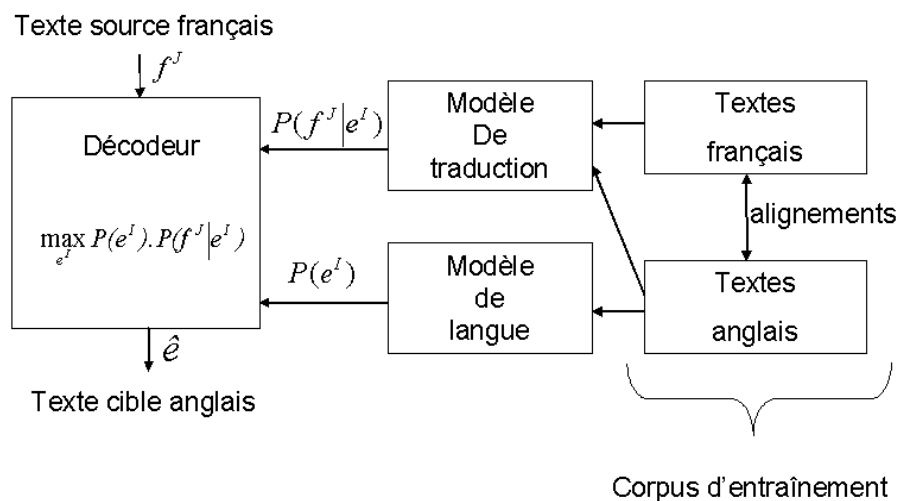 Texte source français
f^J
Décodeur
max P(e^I).P(f^J|e^I)
e^I
ê
Texte cible anglais
P(f^J|e^I)
P(e^I)
Modèle
De
traduction
Modèle
de
langue
Textes
français
alignements
Textes
anglais
Corpus d'entraînement